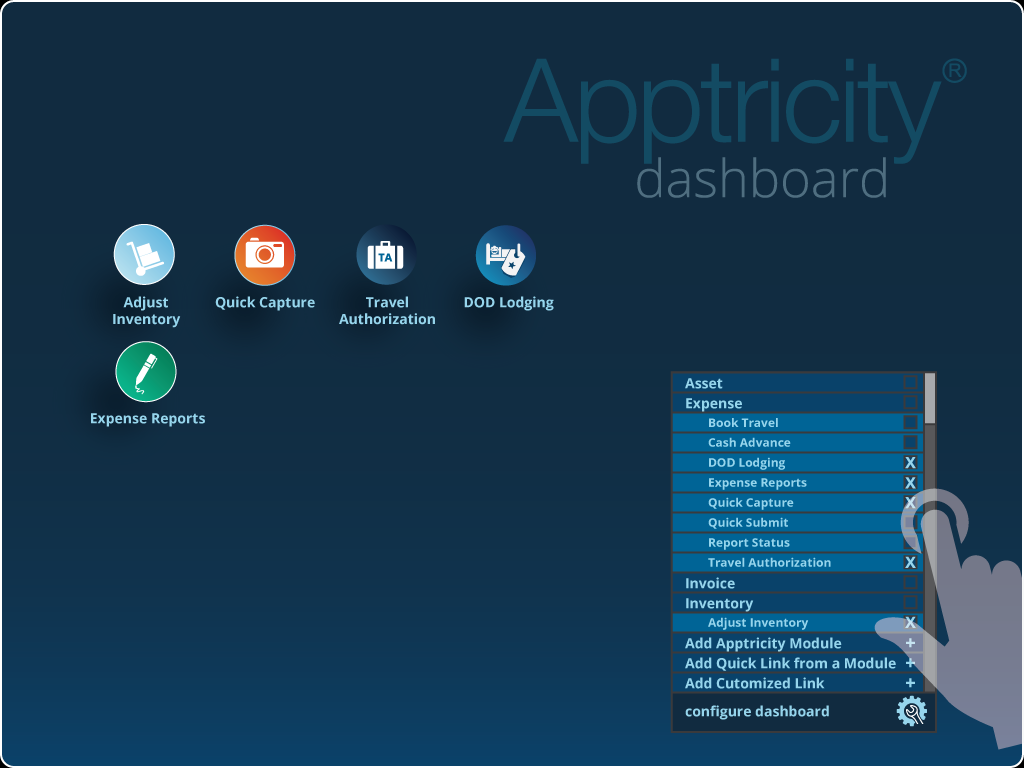 Apptricity®
dashboard
Adjust
Inventory
Quick Capture
Travel
Authorization
TA
DOD Lodging
Expense Reports
Asset
Expense
Book Travel
Cash Advance
DOD Lodging X
Expense Reports X
Quick Capture X
Quick Submit
Report Status
Travel Authorization X
Invoice
Inventory
Adjust Inventory X
Add Apptricity Module +
Add Quick Link from a Module +
Add Cutomized Link +
configure dashboard